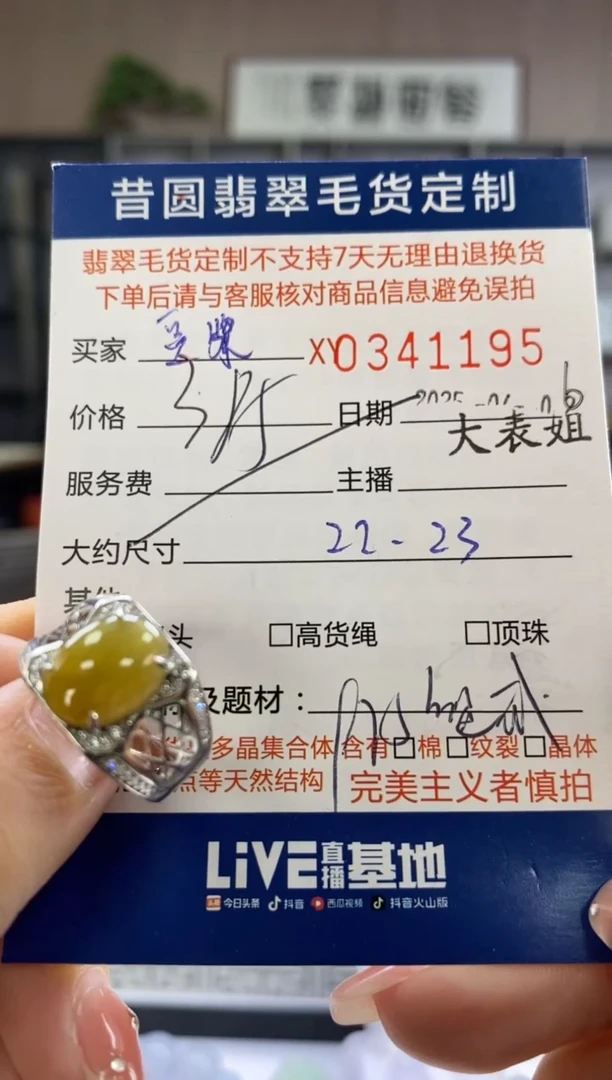 昔圆翡翠毛货定制
翡翠毛货定制不支持7天无理由退换货
下单后请与客服核对商品信息避免误拍
买家 XY0341195
价格 日期
大表姐
服务费 主播
大约尺寸 22-23
其他
头 □高货绳 □顶珠
及题材：
多晶集合体 含有□棉□纹裂□晶体
点等天然结构 完美主义者慎拍
LiVE直播基地
头条 今日头条 抖音 西瓜视频 抖音火山版